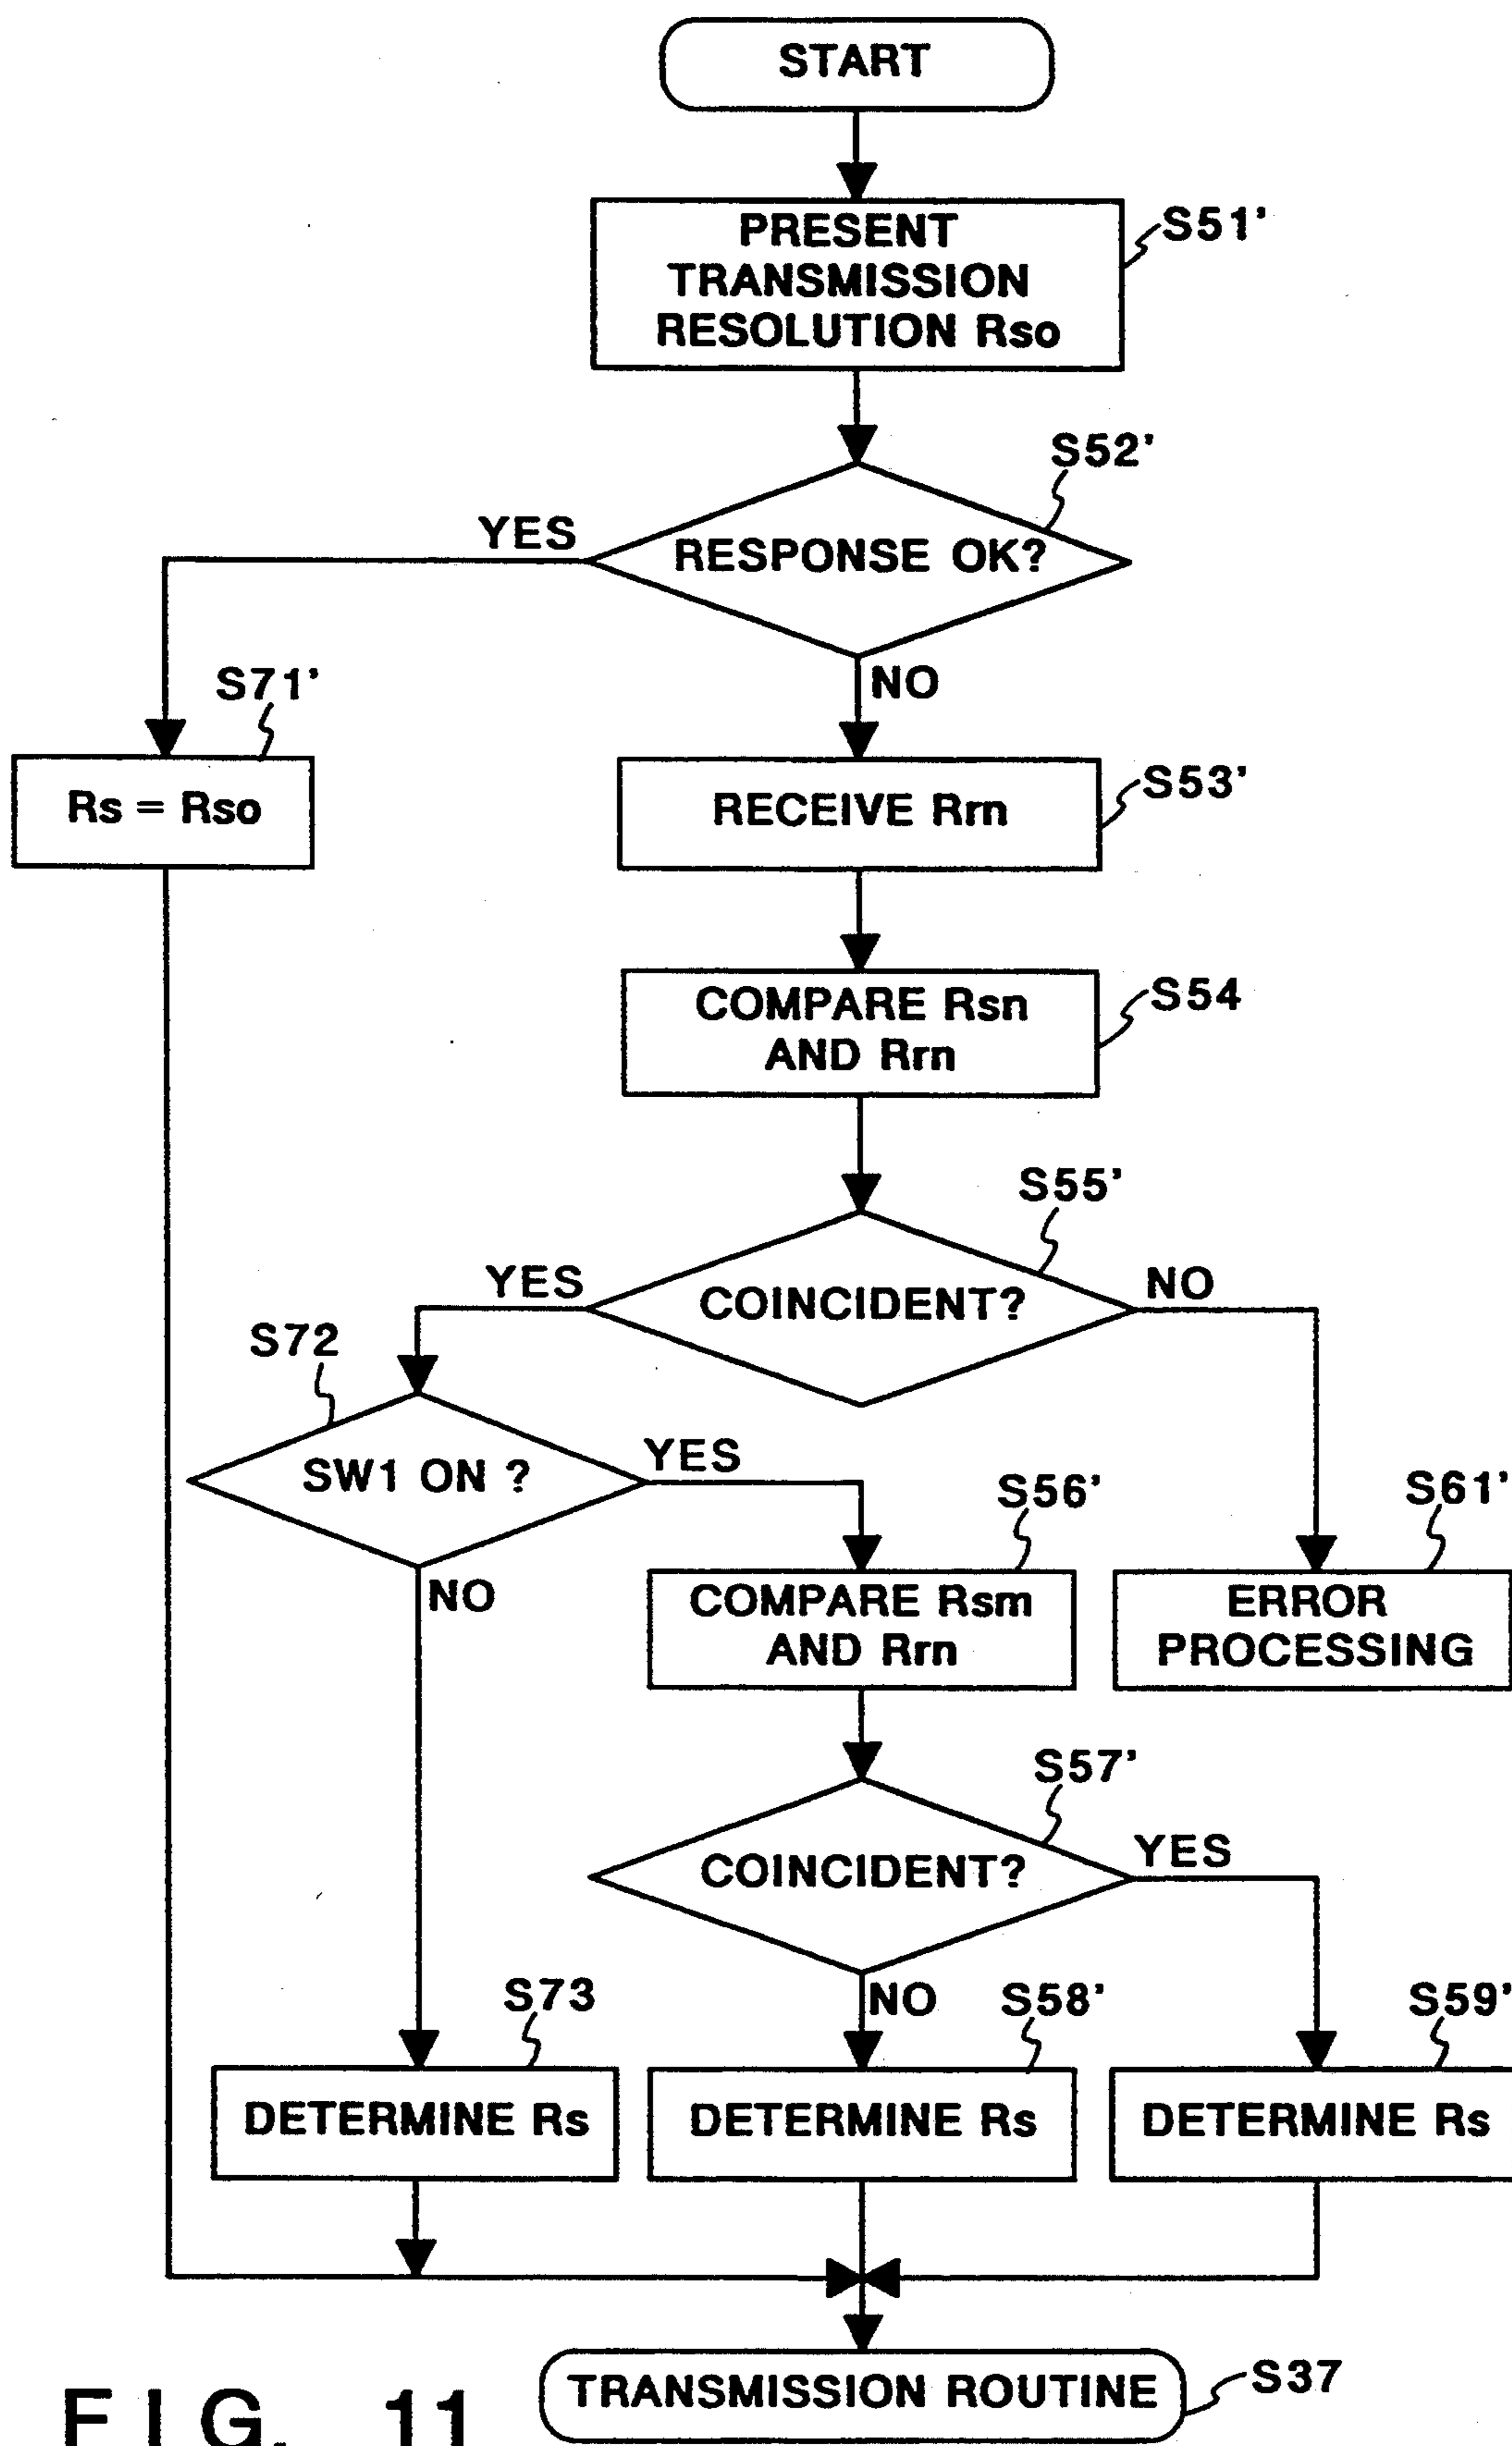 START
PRESENT
TRANSMISSION
RESOLUTION Rso
S51'
S52'
YES
RESPONSE OK?
NO
S71'
Rs = Rso
RECEIVE Rrn
S53'
COMPARE Rsn
AND Rrn
S54
S55'
YES
COINCIDENT?
NO
S72
SW1 ON ?
YES
NO
S56'
COMPARE Rsm
AND Rrn
S61'
ERROR
PROCESSING
S57'
COINCIDENT?
YES
NO
S73
DETERMINE Rs
S58'
DETERMINE Rs
S59'
DETERMINE Rs
TRANSMISSION ROUTINE
S37
FIG. 11